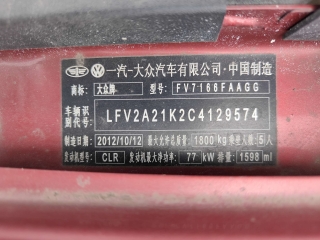 一汽-大众汽车有限公司·中国制造
商标: 大众牌 型号: FV7166FAAGG
车辆识别代号: LFV2A21K2C4129574
制造日期: 2012/10/12 最大允许总质量: 1800 kg 乘坐人数: 5人
发动机型号: CLR 发动机最大净功率: 77 kW 排量: 1598 ml